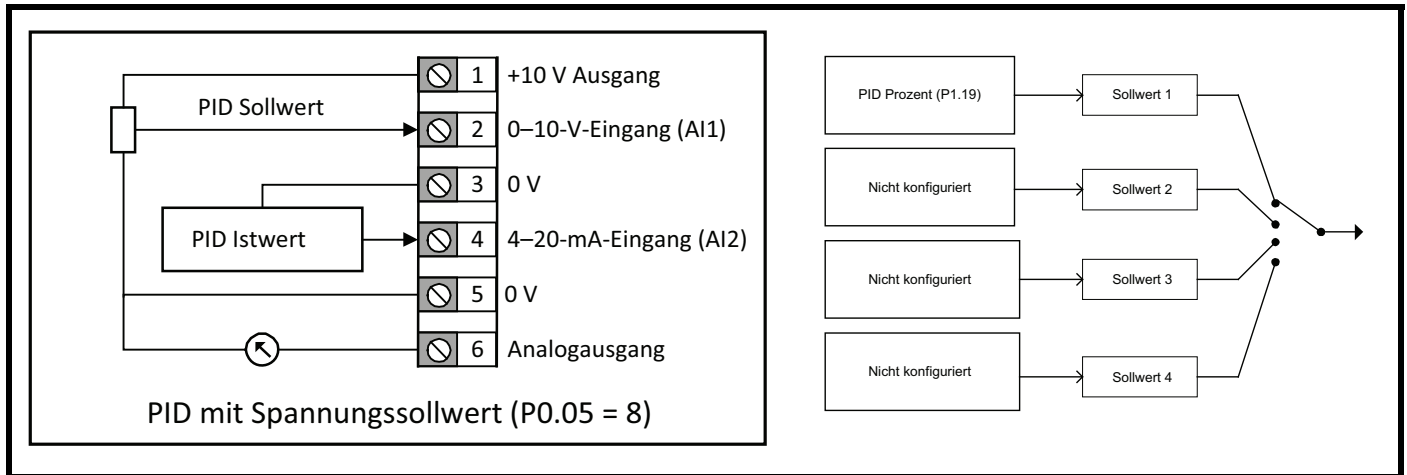 1 +10 V Ausgang
PID Sollwert
2 0–10-V-Eingang (AI1)
3 0 V
PID Istwert
4 4–20-mA-Eingang (AI2)
5 0 V
6 Analogausgang
PID mit Spannungssollwert (P0.05 = 8)
PID Prozent (P1.19)
Sollwert 1
Nicht konfiguriert
Sollwert 2
Nicht konfiguriert
Sollwert 3
Nicht konfiguriert
Sollwert 4